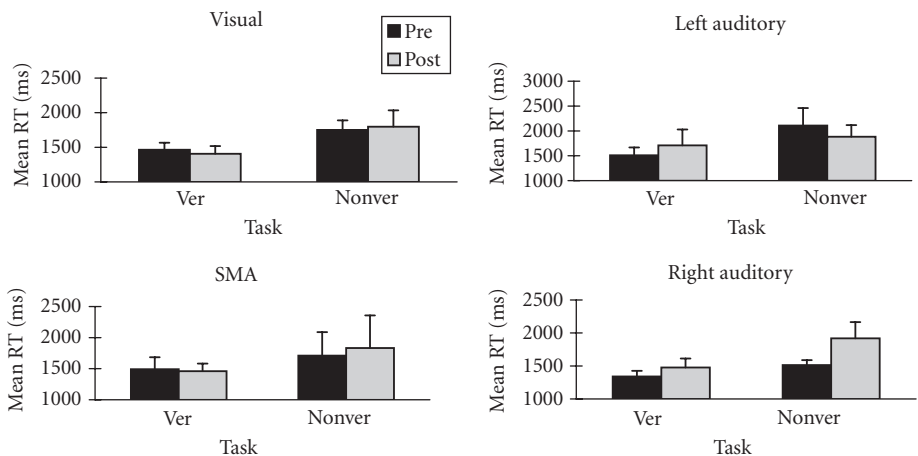 Visual
Pre
Post
Mean RT (ms)
2500
2000
1500
1000
Ver
Nonver
Task
Left auditory
Mean RT (ms)
3000
2500
2000
1500
1000
Ver
Nonver
Task
SMA
Mean RT (ms)
2500
2000
1500
1000
Ver
Nonver
Task
Right auditory
Mean RT (ms)
2500
2000
1500
1000
Ver
Nonver
Task